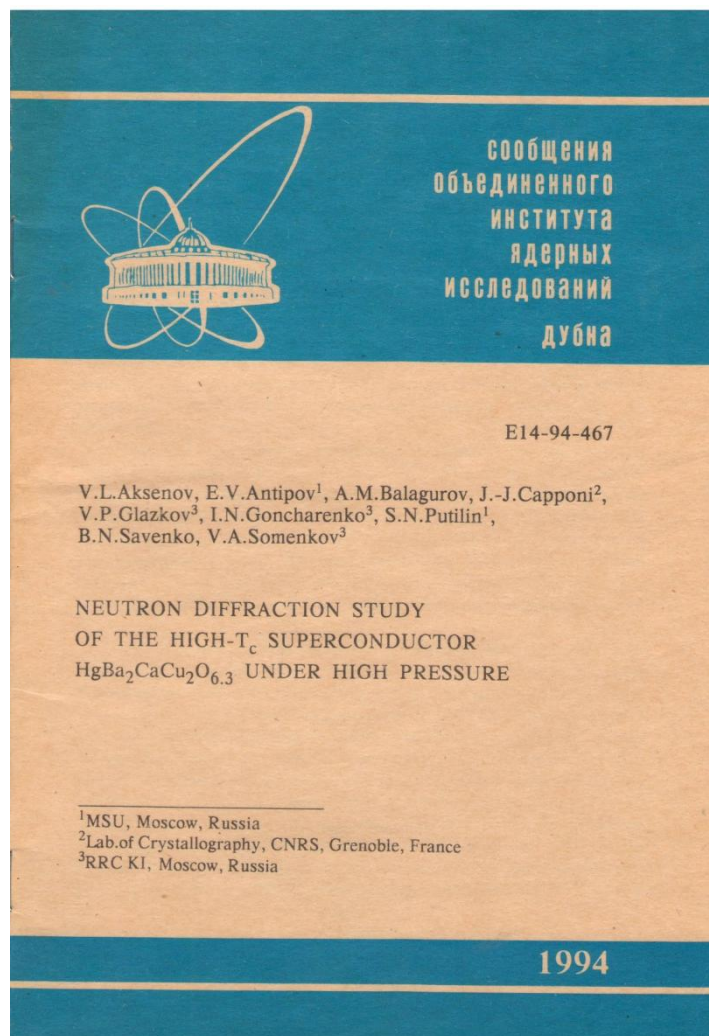 сообщения
объединенного
института
ядерных
исследований
дубна
E14-94-467
V.L.Aksenov, E.V.Antipov¹, A.M.Balagurov, J.-J.Capponi²,
V.P.Glazkov³, I.N.Goncharenko³, S.N.Putilin¹,
B.N.Savenko, V.A.Somenkov³
NEUTRON DIFFRACTION STUDY
OF THE HIGH-T_c SUPERCONDUCTOR
HgBa₂CaCu₂O₆.₃ UNDER HIGH PRESSURE
¹MSU, Moscow, Russia
²Lab.of Crystallography, CNRS, Grenoble, France
³RRC KI, Moscow, Russia
1994